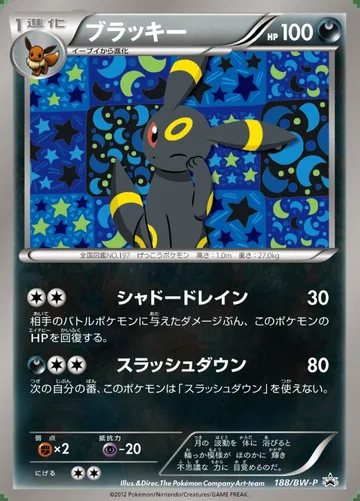 1進化 ブラッキー HP100
イーブイから進化
全国図鑑NO.197 げっこうポケモン 高さ:1.0m 重さ:27.0kg
シャドードレイン 30
相手のバトルポケモンに与えたダメージぶん、このポケモンの
HPを回復する。
スラッシュダウン 80
次の自分の番、このポケモンは「スラッシュダウン」を使えない。
弱点 ×2 抵抗力 -20
にげる
月の 波動を 体に 浴びると
輪っか模様が ほのかに 輝き
不思議な 力に 目覚める。
Illus.&Direc.The Pokémon Company Art-team 188/BW-P
©2012 Pokémon/Nintendo/Creatures/GAME FREAK.